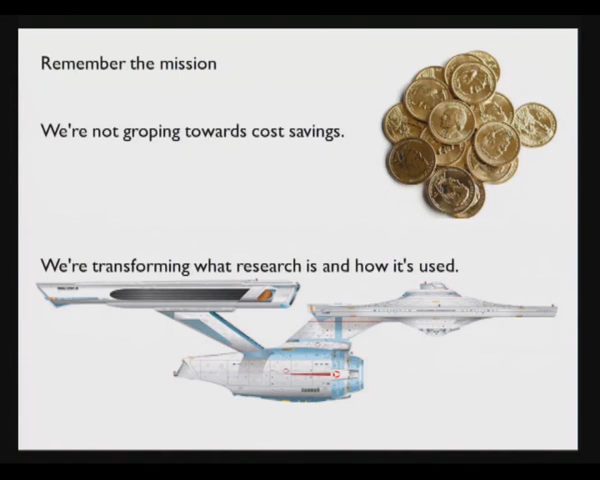 Remember the mission
We're not groping towards cost savings.
We're transforming what research is and how it's used.